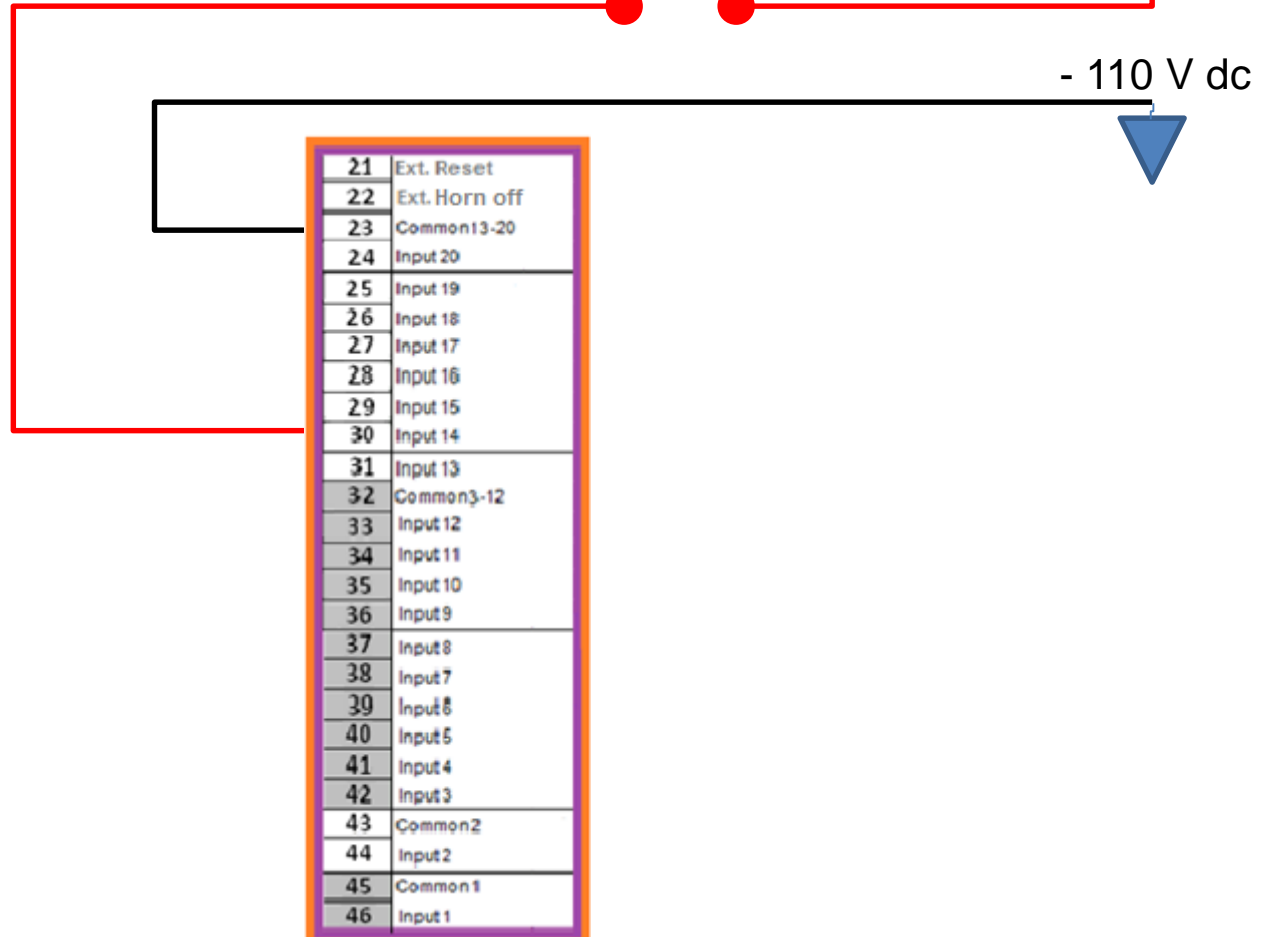 - 110 V dc
21 Ext. Reset
22 Ext. Horn off
23 Common13-20
24 Input 20
25 Input 19
26 Input 18
27 Input 17
28 Input 16
29 Input 15
30 Input 14
31 Input 13
32 Common3-12
33 Input 12
34 Input 11
35 Input 10
36 Input 9
37 Input 8
38 Input 7
39 Input 6
40 Input 5
41 Input 4
42 Input 3
43 Common 2
44 Input 2
45 Common 1
46 Input 1